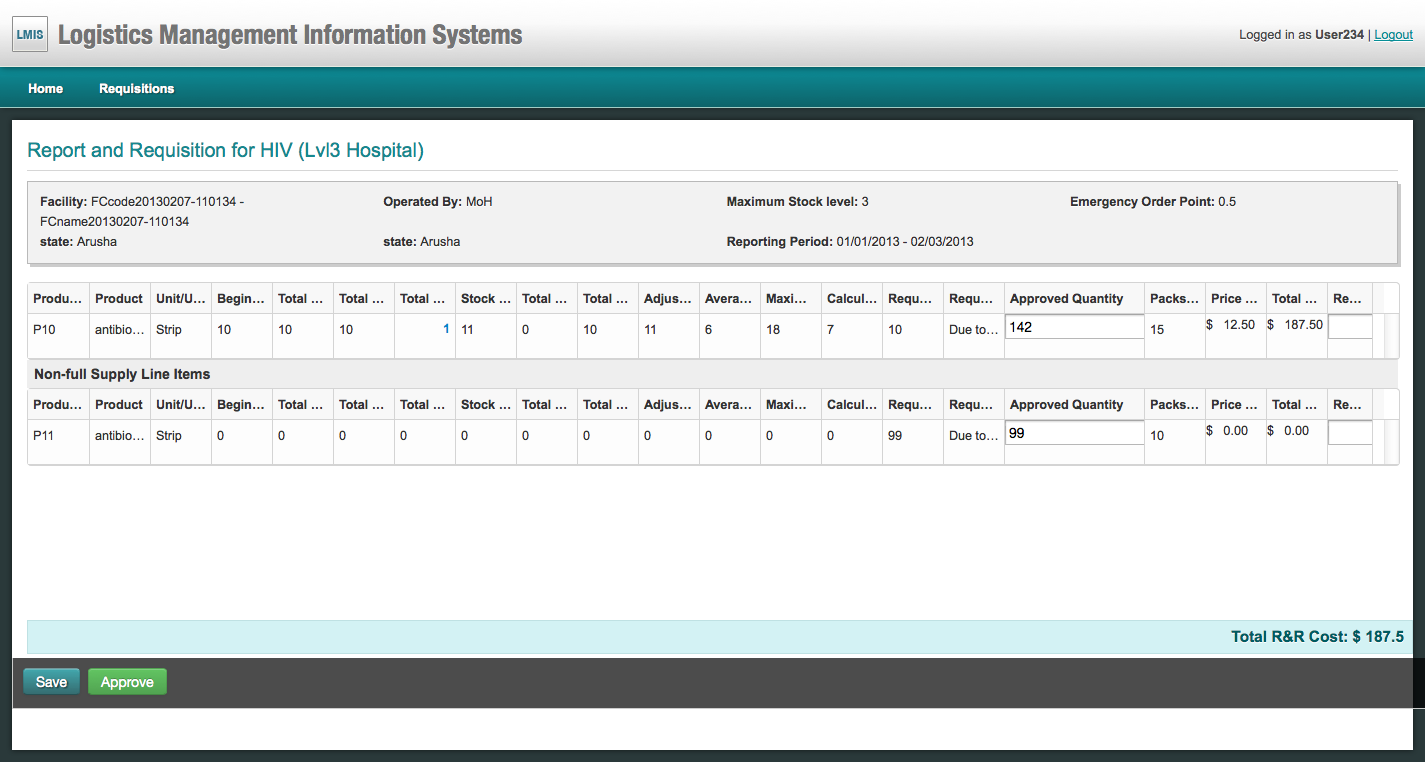 LMIS Logistics Management Information Systems
Logged in as User234 | Logout
Home Requisitions
Report and Requisition for HIV (Lvl3 Hospital)
Facility: FCcode20130207-110134 - Operated By: MoH Maximum Stock level: 3 Emergency Order Point: 0.5
FCname20130207-110134
state: Arusha state: Arusha Reporting Period: 01/01/2013 - 02/03/2013
Produ... Product Unit/U... Begin... Total ... Total ... Total ... Stock ... Total ... Total ... Adjus... Avera... Maxi... Calcul... Requ... Requ... Approved Quantity Packs... Price ... Total ... Re...
P10 antibio... Strip 10 10 10 1 11 0 10 11 6 18 7 10 Due to... 142 15 $ 12.50 $ 187.50
Non-full Supply Line Items
Produ... Product Unit/U... Begin... Total ... Total ... Total ... Stock ... Total ... Total ... Adjus... Avera... Maxi... Calcul... Requ... Requ... Approved Quantity Packs... Price ... Total ... Re...
P11 antibio... Strip 0 0 0 0 0 0 0 0 0 0 0 99 Due to... 99 10 $ 0.00 $ 0.00
Total R&R Cost: $ 187.5
Save Approve